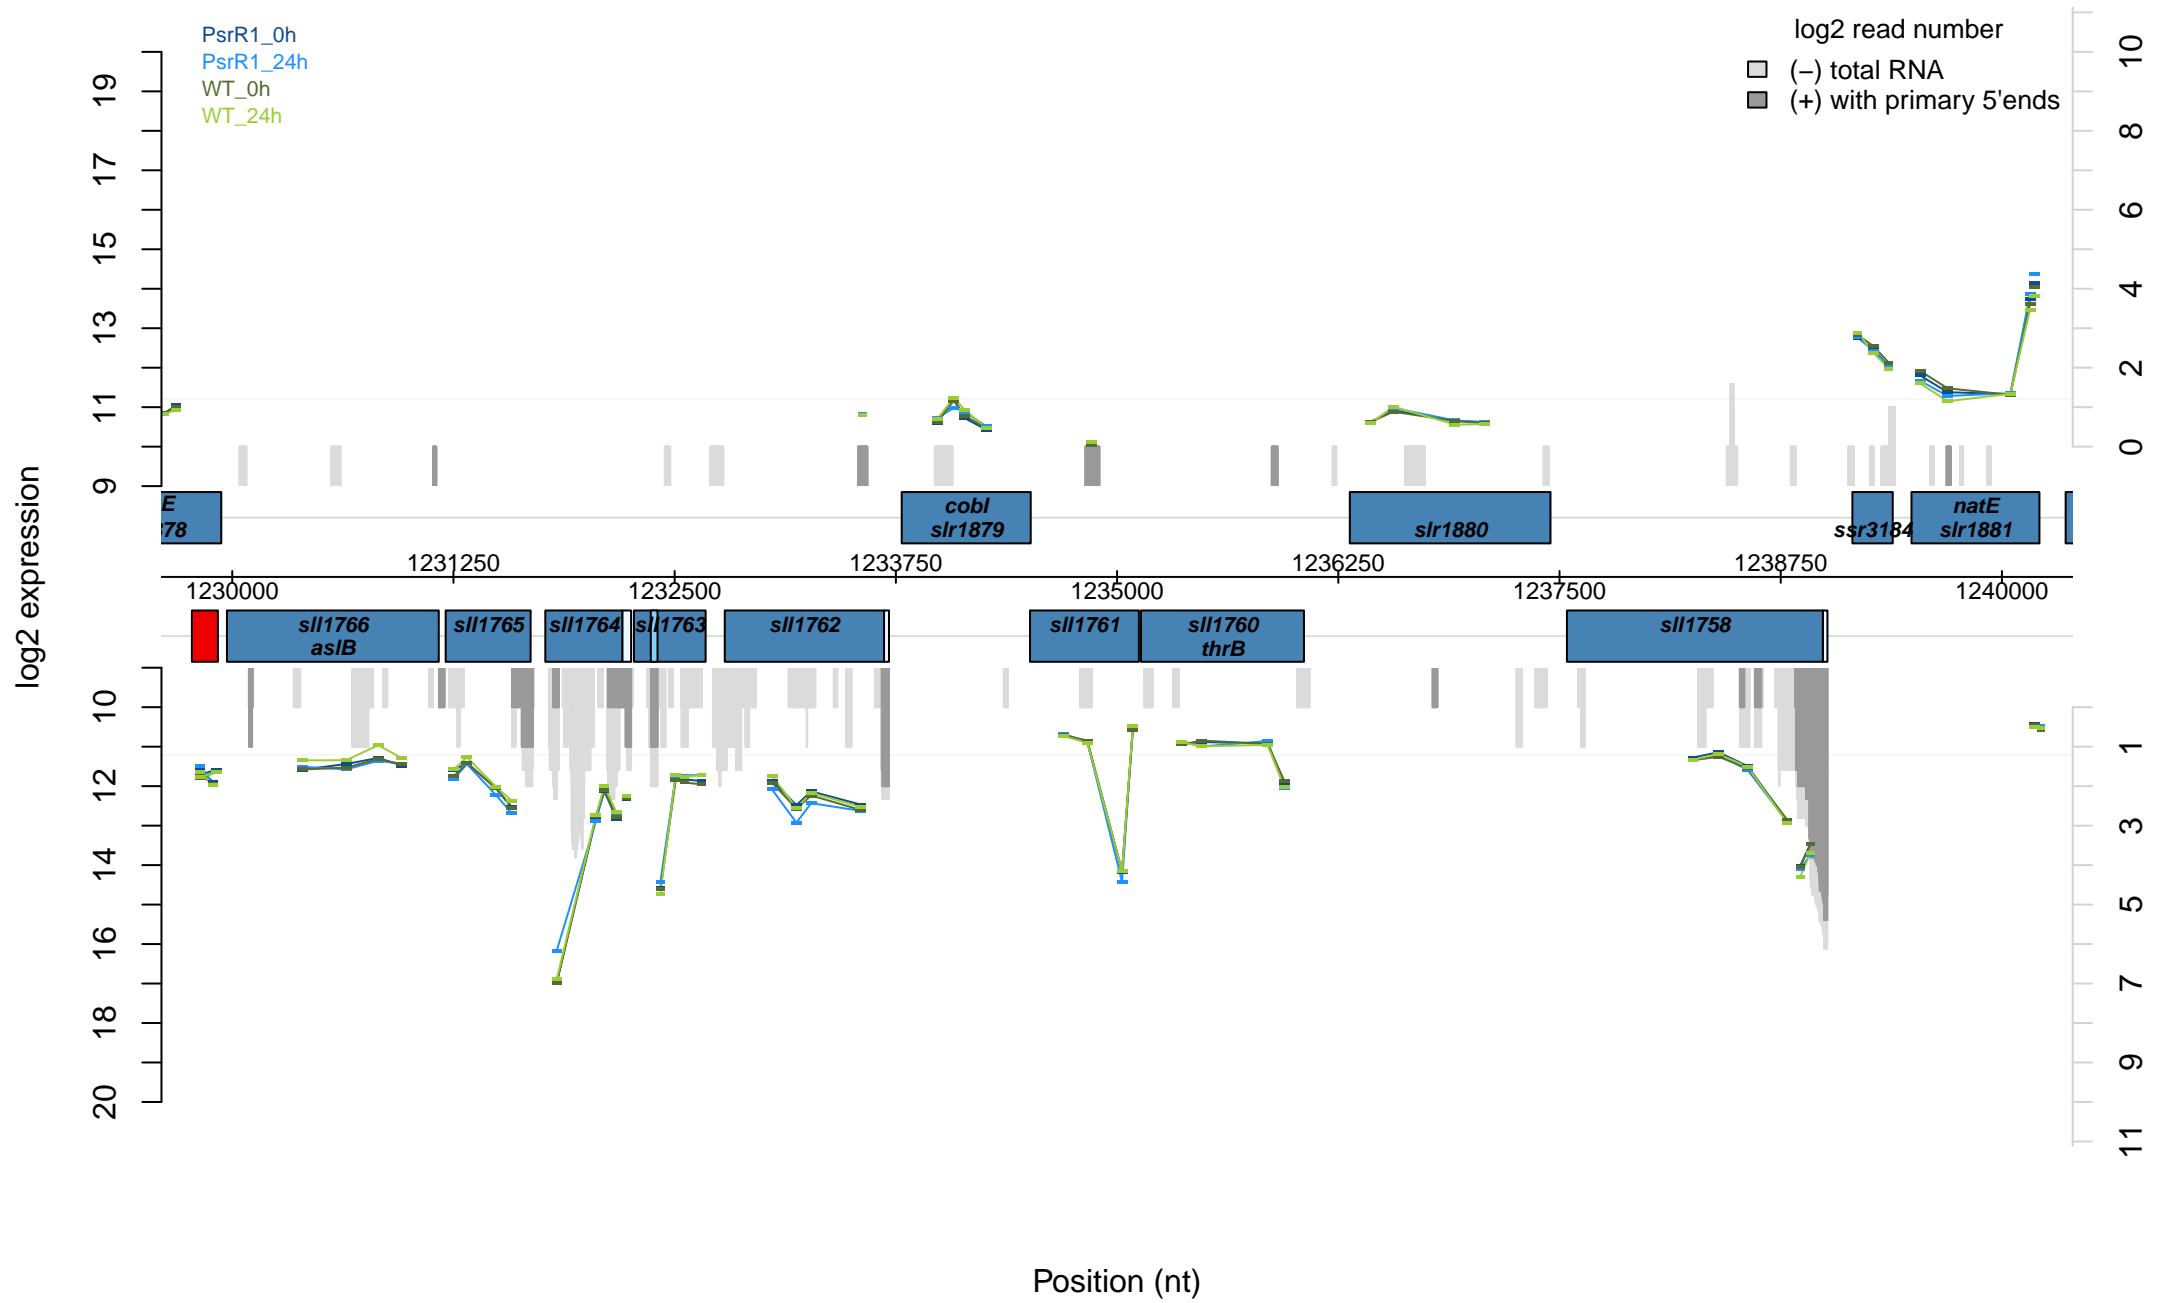 PsrR1_0h
PsrR1_24h
WT_0h
WT_24h
log2 read number
(−) total RNA
(+) with primary 5'ends
19
17
15
13
11
9
10
8
6
4
2
0
log2 expression
E
78
cobI
slr1879
slr1880
ssr3184
natE
slr1881
1231250
1233750
1236250
1238750
1230000
1232500
1235000
1237500
1240000
sll1766
aslB
sll1765
sll1764
sll1763
sll1762
sll1761
sll1760
thrB
sll1758
10
12
14
16
18
20
1
3
5
7
9
11
Position (nt)